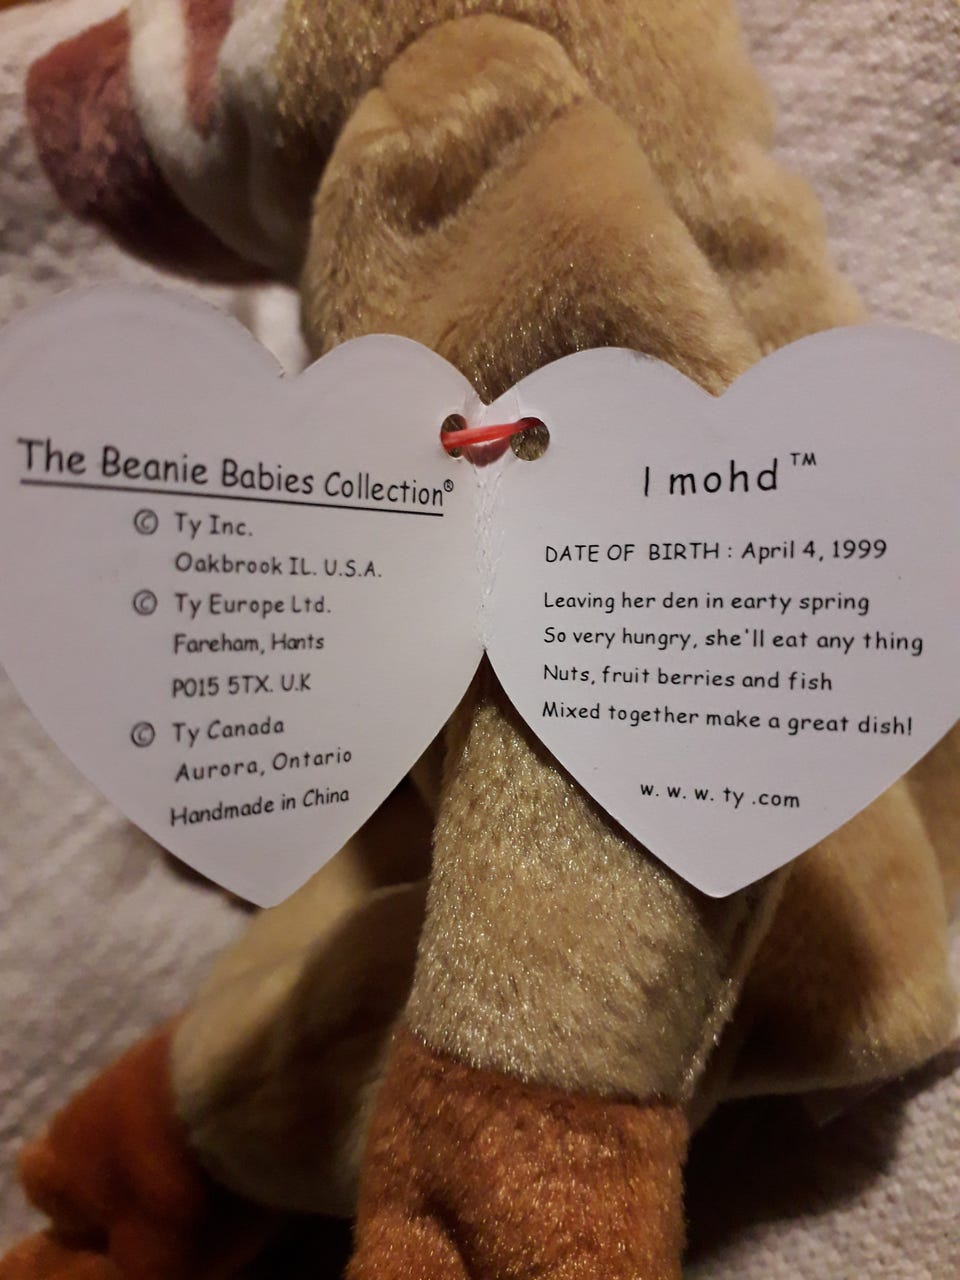 The Beanie Babies Collection®
© Ty Inc.
Oakbrook IL. U.S.A.
© Ty Europe Ltd.
Fareham, Hants
PO15 5TX. U.K
© Ty Canada
Aurora, Ontario
Handmade in China
I mohd™
DATE OF BIRTH : April 4, 1999
Leaving her den in earty spring
So very hungry, she'll eat any thing
Nuts, fruit berries and fish
Mixed together make a great dish!
w. w. w. ty .com